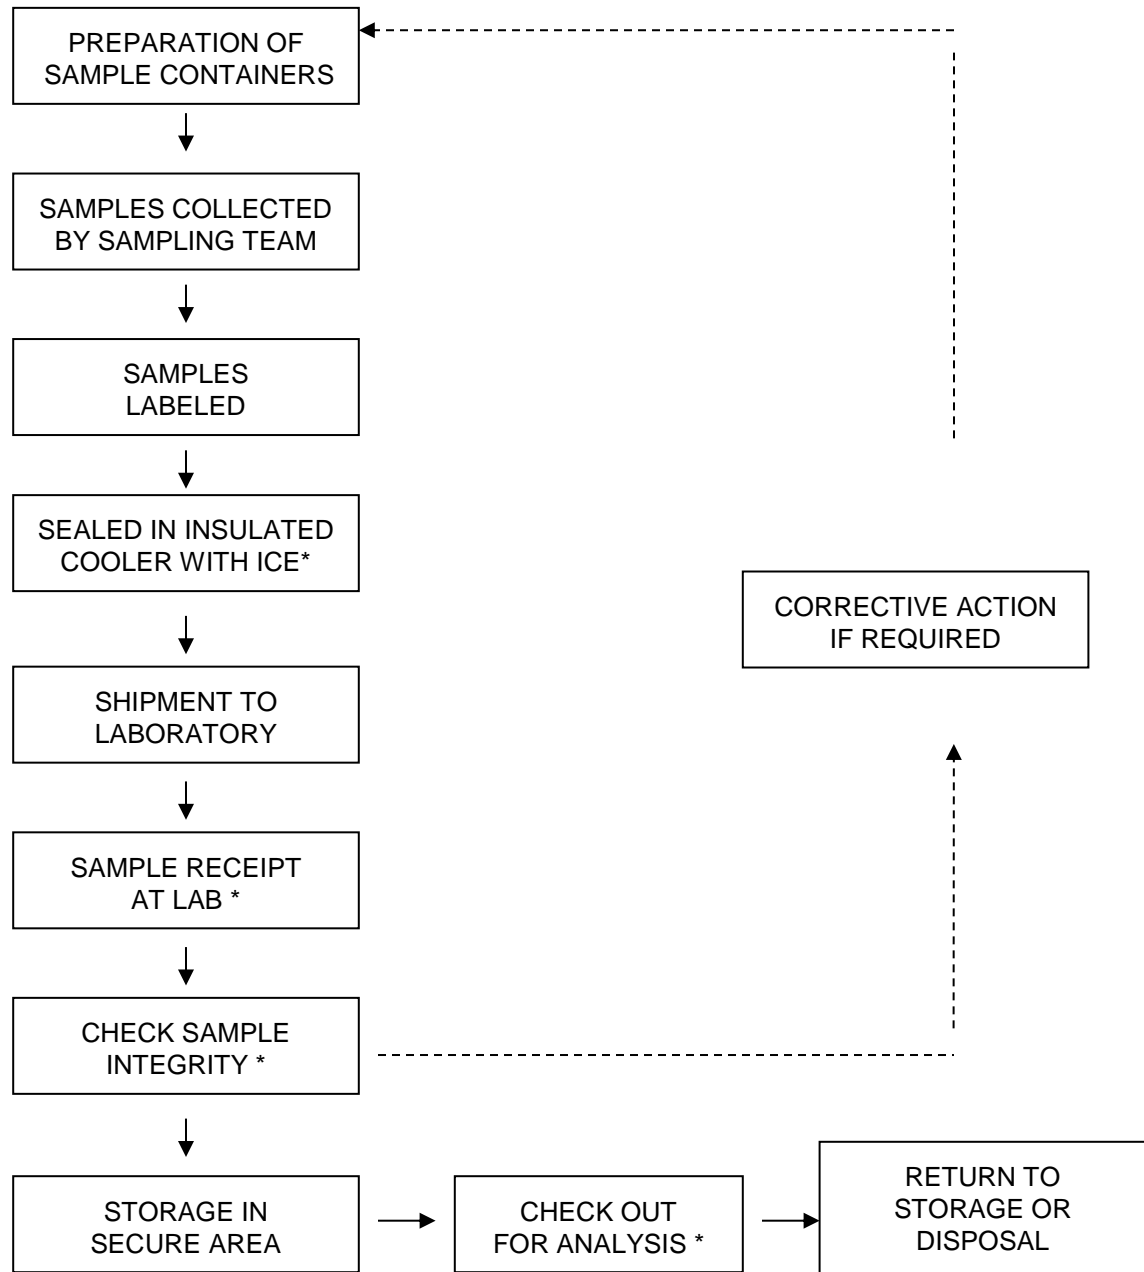 PREPARATION OF
SAMPLE CONTAINERS
SAMPLES COLLECTED
BY SAMPLING TEAM
SAMPLES
LABELED
SEALED IN INSULATED
COOLER WITH ICE*
CORRECTIVE ACTION
IF REQUIRED
SHIPMENT TO
LABORATORY
SAMPLE RECEIPT
AT LAB *
CHECK SAMPLE
INTEGRITY *
STORAGE IN
SECURE AREA
CHECK OUT
FOR ANALYSIS *
RETURN TO
STORAGE OR
DISPOSAL